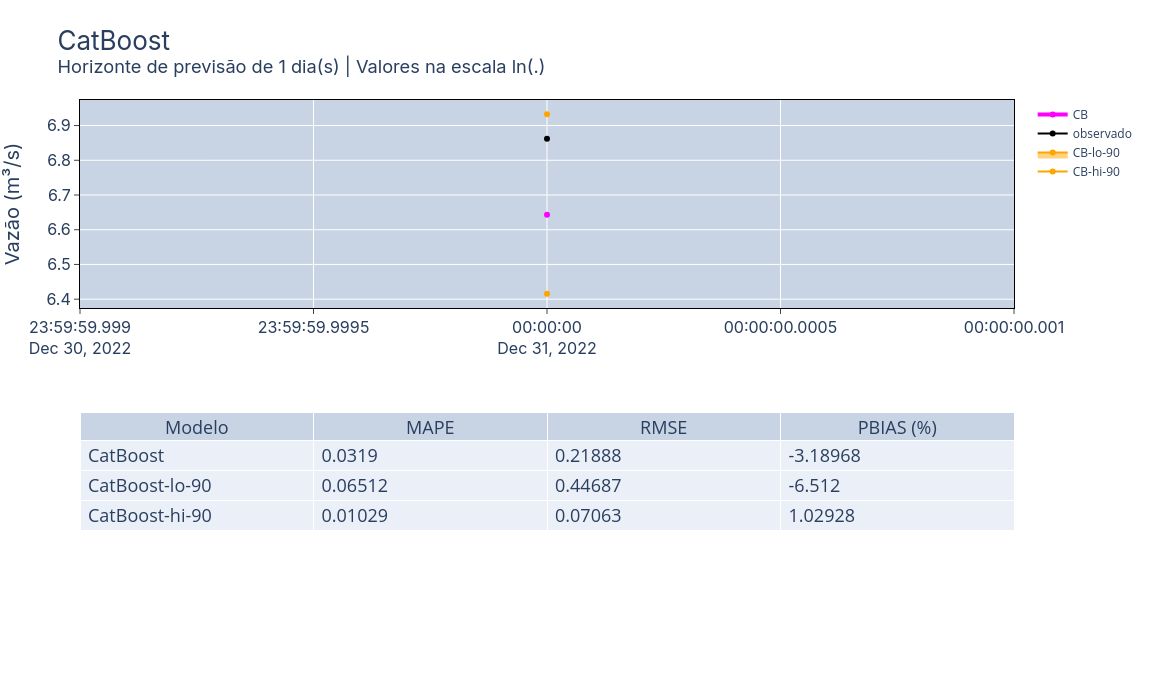 CatBoost
Horizonte de previsão de 1 dia(s) | Valores na escala ln(.)
Vazão (m³/s)
6.9
6.8
6.7
6.6
6.5
6.4
23:59:59.999 23:59:59.9995 00:00:00 00:00:00.0005 00:00:00.001
Dec 30, 2022 Dec 31, 2022
CB
observado
CB-lo-90
CB-hi-90
Modelo MAPE RMSE PBIAS (%)
CatBoost 0.0319 0.21888 -3.18968
CatBoost-lo-90 0.06512 0.44687 -6.512
CatBoost-hi-90 0.01029 0.07063 1.02928